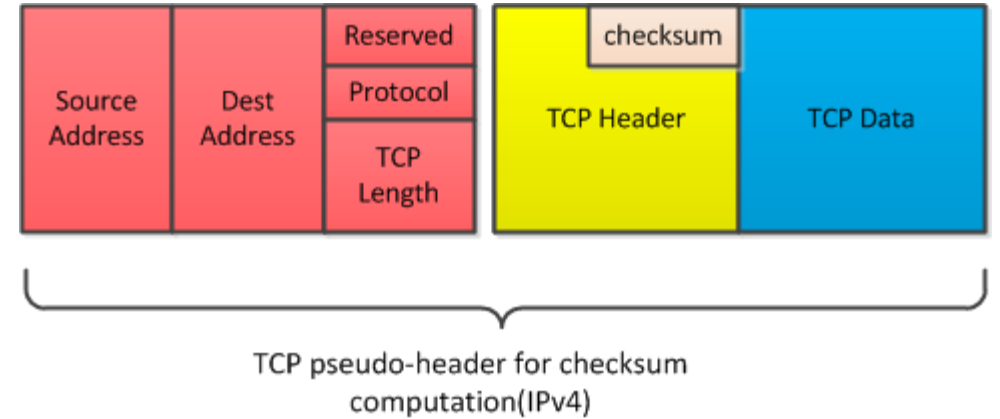 Source
Address
Dest
Address
Reserved
Protocol
TCP
Length
checksum
TCP Header
TCP Data
TCP pseudo-header for checksum
computation(IPv4)